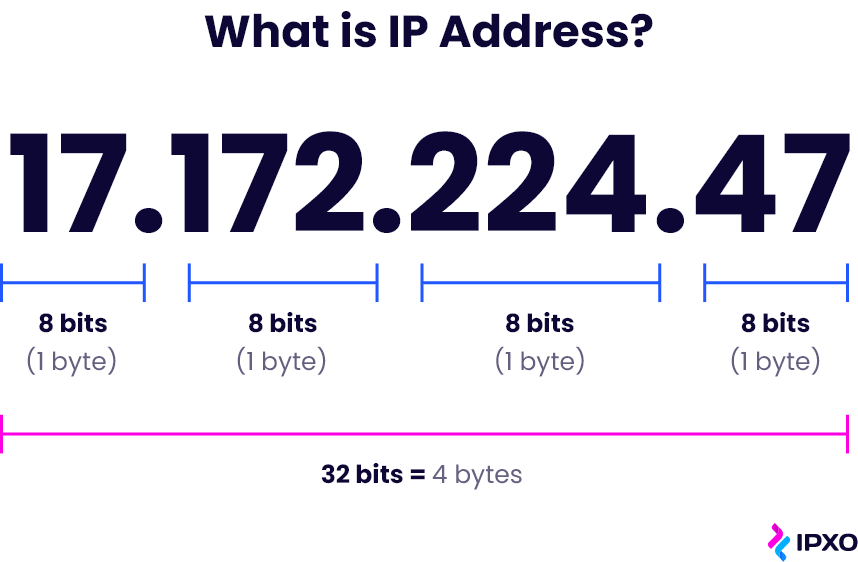 What is IP Address?
17.172.224.47
8 bits 8 bits 8 bits 8 bits
(1 byte) (1 byte) (1 byte) (1 byte)
32 bits = 4 bytes
IPXO